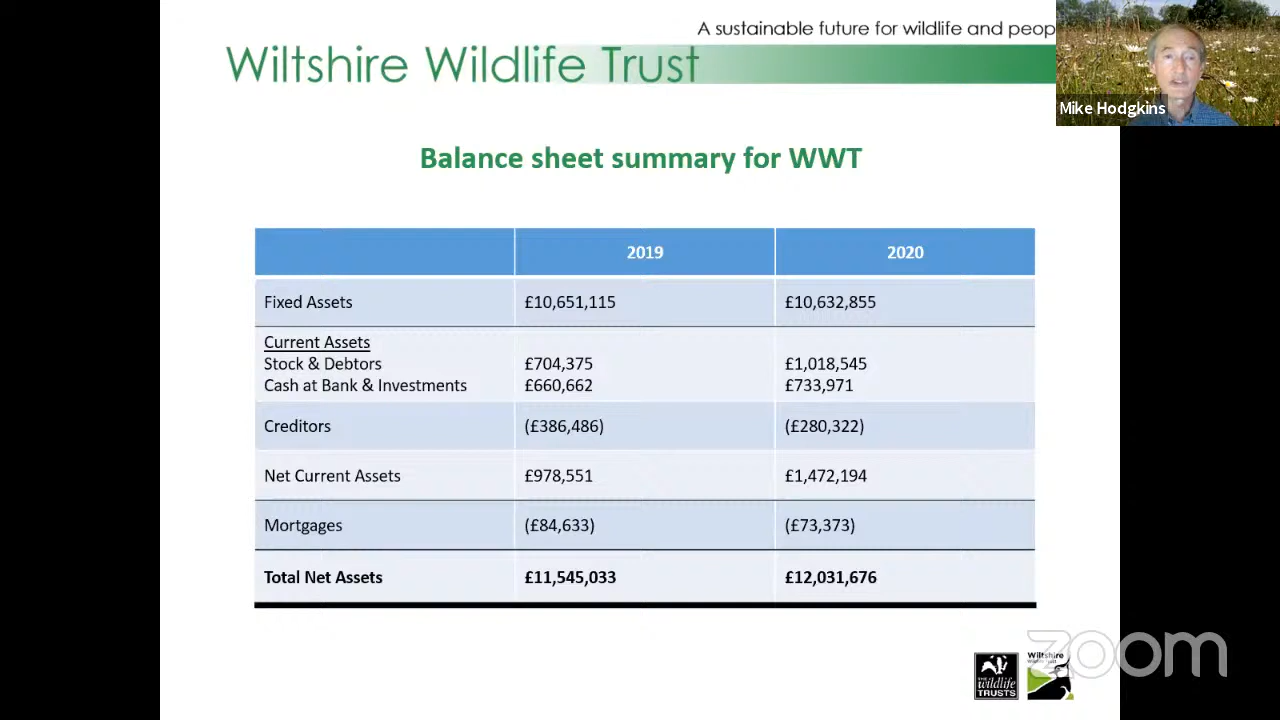 A sustainable future for wildlife and peop
Wiltshire Wildlife Trust
Mike Hodgkins
Balance sheet summary for WWT
2019 2020
Fixed Assets £10,651,115 £10,632,855
Current Assets
Stock & Debtors £704,375 £1,018,545
Cash at Bank & Investments £660,662 £733,971
Creditors (£386,486) (£280,322)
Net Current Assets £978,551 £1,472,194
Mortgages (£84,633) (£73,373)
Total Net Assets £11,545,033 £12,031,676
THE
wildlife
TRUSTS
Wiltshire
Wildlife Trust
zoom